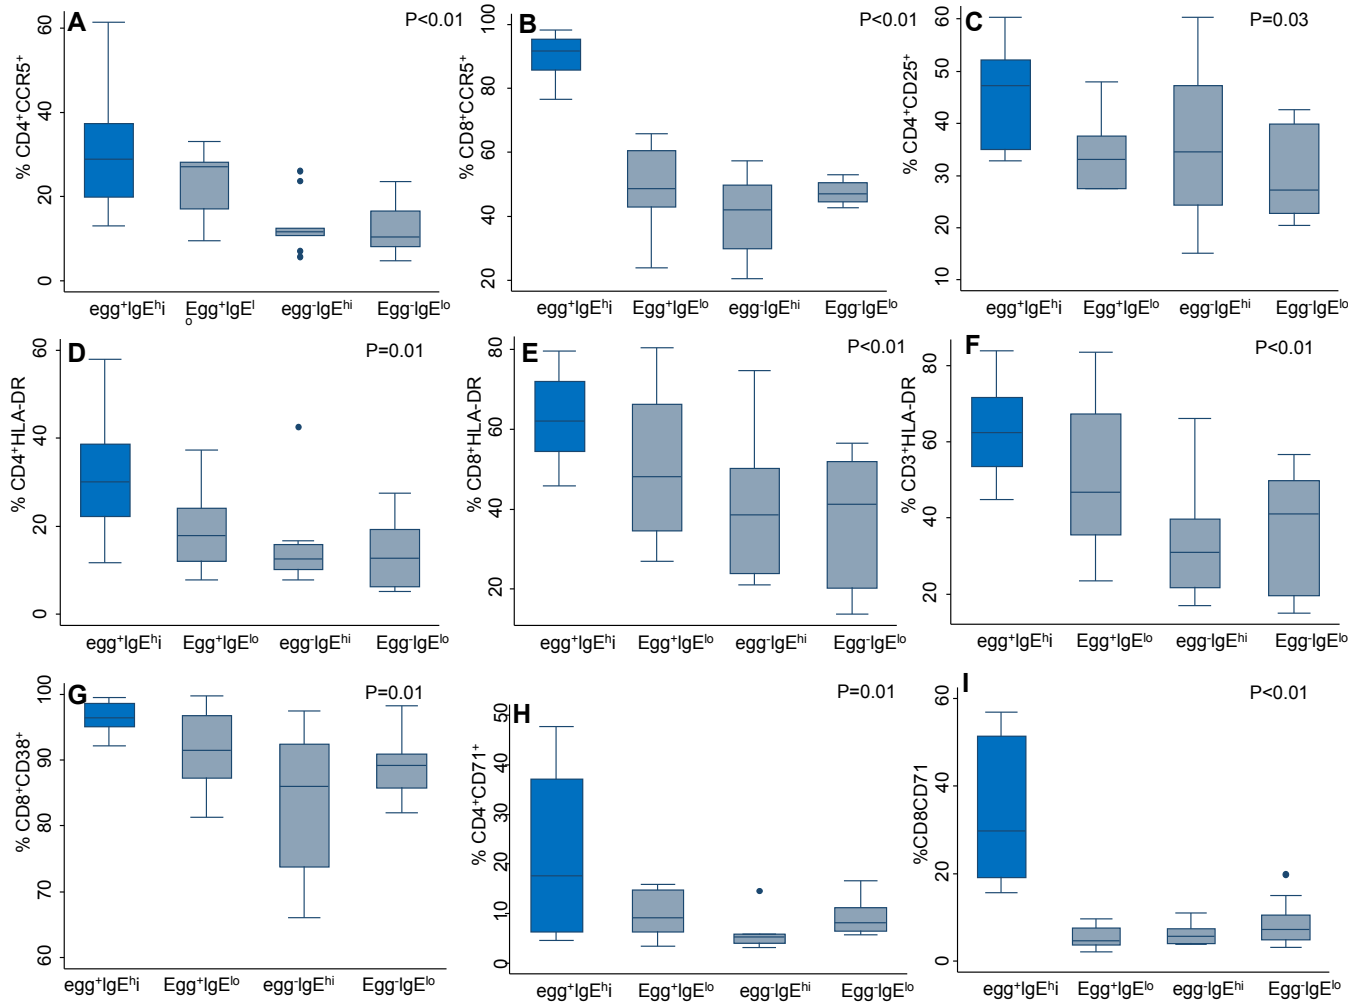 A
P<0.01
% CD4⁺CCR5⁺
60
40
20
0
egg⁺IgEʰi
Egg⁺IgEˡ
o
egg-IgEʰⁱ
Egg-IgEˡᵒ
B
P<0.01
% CD8⁺CCR5⁺
100
80
60
40
20
egg⁺IgEʰi
Egg⁺IgEˡᵒ
egg-IgEʰⁱ
Egg-IgEˡᵒ
C
P=0.03
% CD4⁺CD25⁺
60
50
40
30
20
10
egg⁺IgEʰi
Egg⁺IgEˡᵒ
egg-IgEʰⁱ
Egg⁻IgEˡᵒ
D
P=0.01
% CD4⁺HLA-DR
60
40
20
0
egg⁺IgEʰi
Egg⁺IgEˡᵒ
egg-IgEʰⁱ
Egg-IgEˡᵒ
E
P<0.01
% CD8⁺HLA-DR
80
60
40
20
egg⁺IgEʰi
Egg⁺IgEˡᵒ
egg-IgEʰⁱ
Egg-IgEˡᵒ
F
P<0.01
% CD3⁺HLA-DR
80
60
40
20
egg⁺IgEʰi
Egg⁺IgEˡᵒ
egg-IgEʰⁱ
Egg-IgEˡᵒ
G
P=0.01
% CD8⁺CD38⁺
100
90
80
70
60
egg⁺IgEʰi
Egg⁺IgEˡᵒ
egg-IgEʰⁱ
Egg-IgEˡᵒ
H
P=0.01
% CD4⁺CD71⁺
50
40
30
20
10
0
egg⁺IgEʰi
Egg⁺IgEˡᵒ
egg-IgEʰⁱ
Egg-IgEˡᵒ
I
P<0.01
%CD8CD71
60
40
20
0
egg⁺IgEʰi
Egg⁺IgEˡᵒ
egg-IgEʰⁱ
Egg⁻IgEˡᵒ